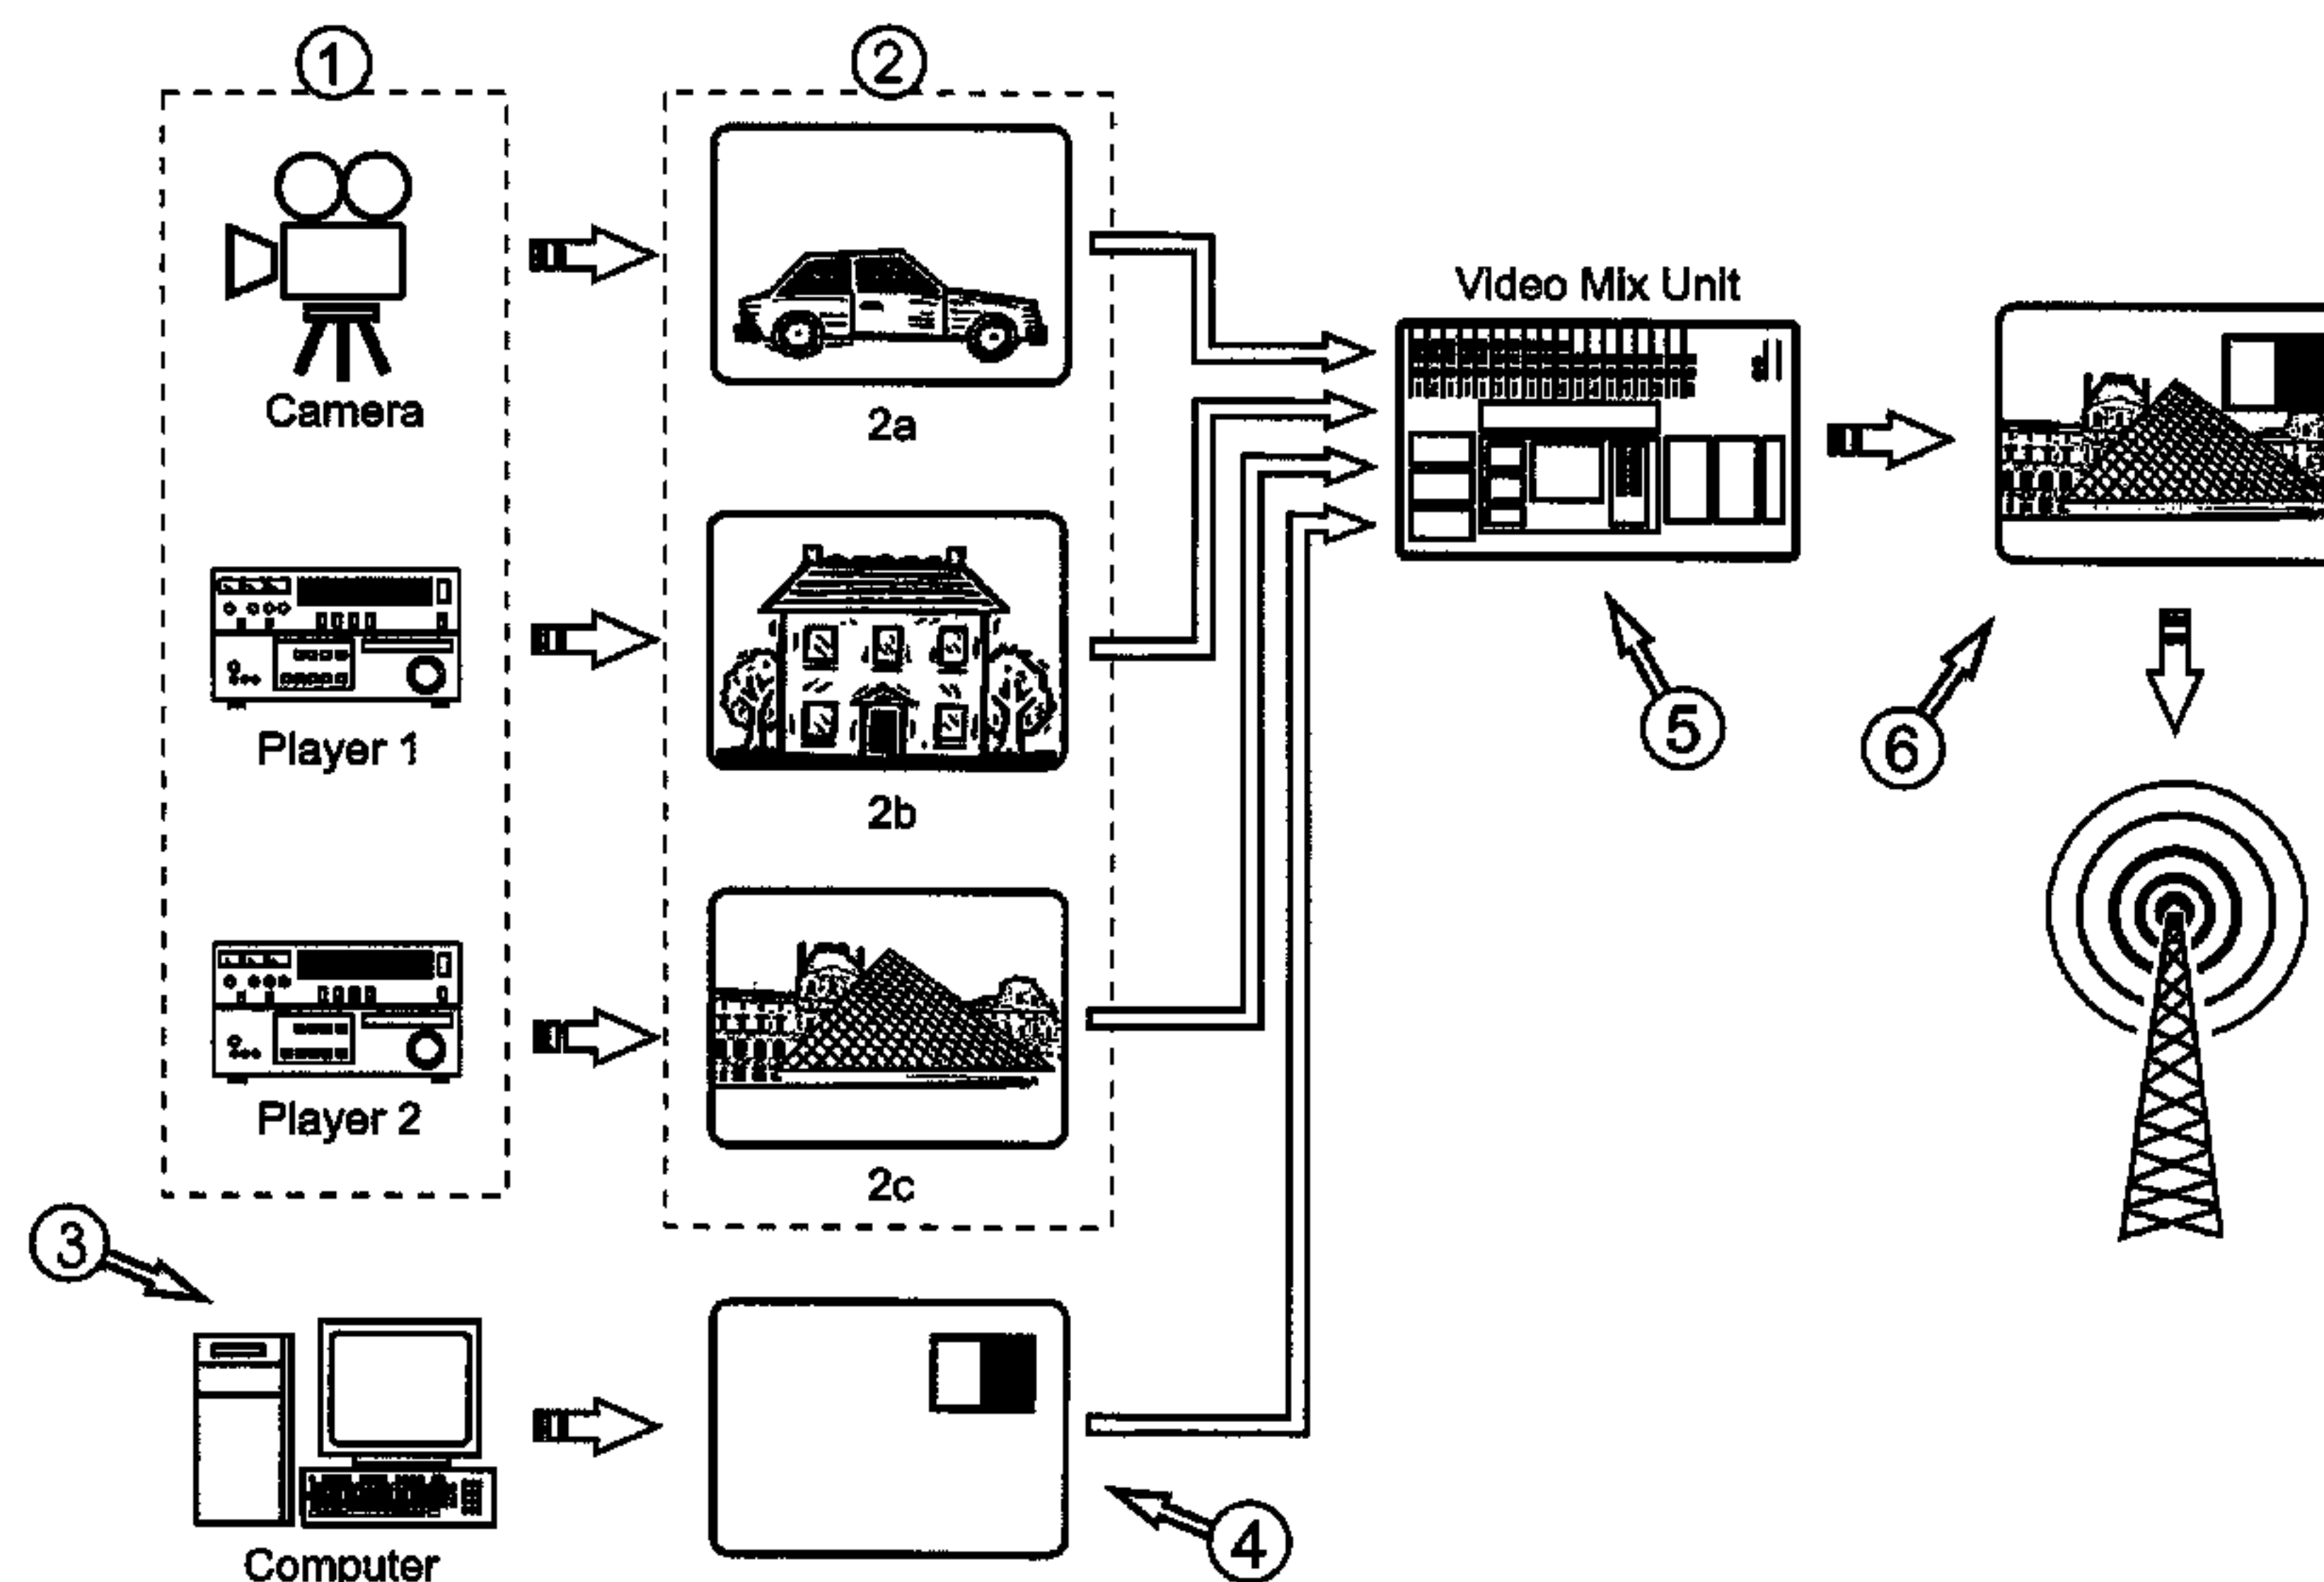 1
2
Camera
2a
Video Mix Unit
Player 1
2b
5
6
Player 2
2c
3
Computer
4